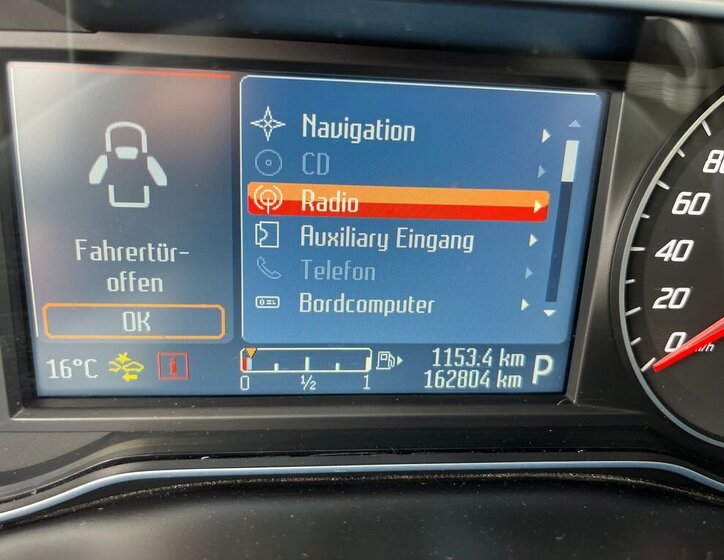 Navigation
CD
Radio
Auxiliary Eingang
Telefon
Bordcomputer
Fahrertür-
offen
OK
16°C
i
0 ½ 1
1153.4 km
162804 km
P
80
60
40
20
0
km/h